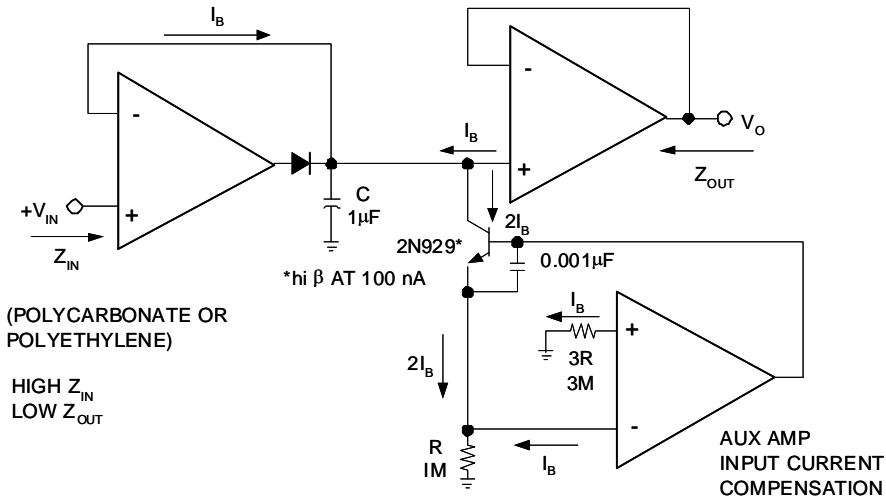 I_B
-
+
+V_IN
Z_IN
C
1µF
*hi β AT 100 nA
(POLYCARBONATE OR
POLYETHYLENE)
HIGH Z_IN
LOW Z_OUT
I_B
-
+
V_O
Z_OUT
2I_B
2N929*
0.001µF
I_B
+
3R
3M
2I_B
-
R
1M
I_B
AUX AMP
INPUT CURRENT
COMPENSATION